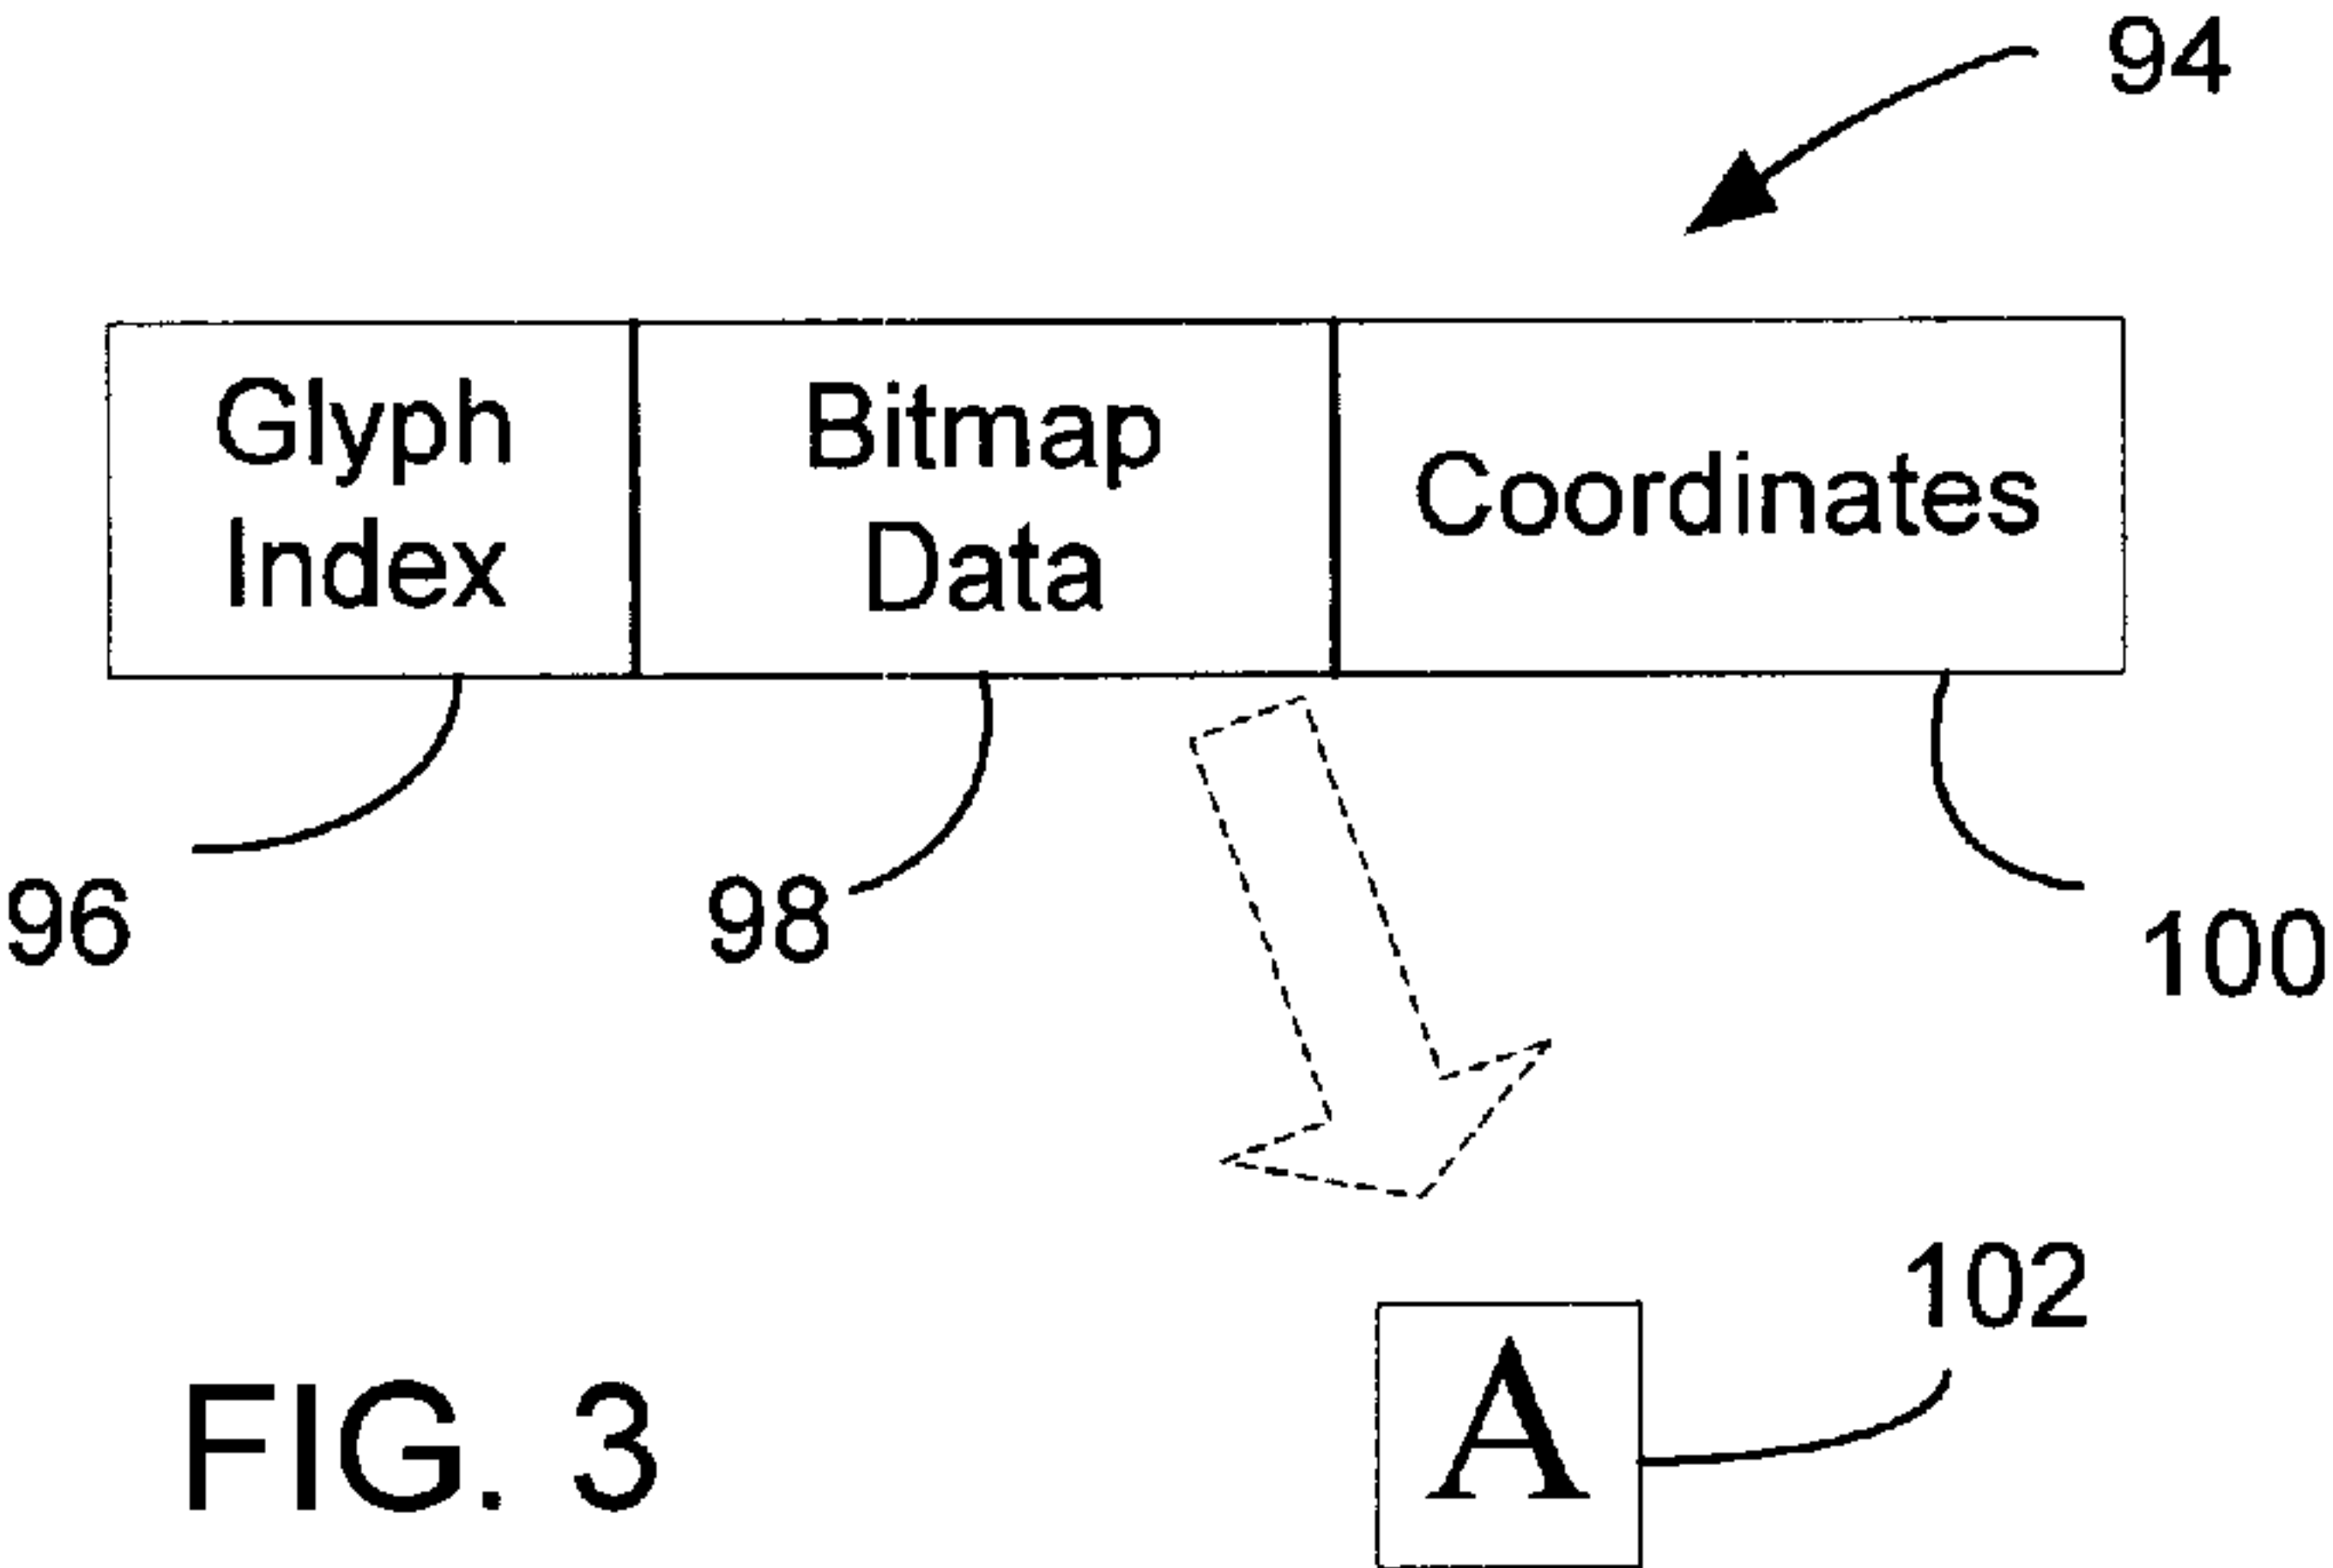 94
Glyph
Index
Bitmap
Data
Coordinates
96
98
100
102
A
FIG. 3